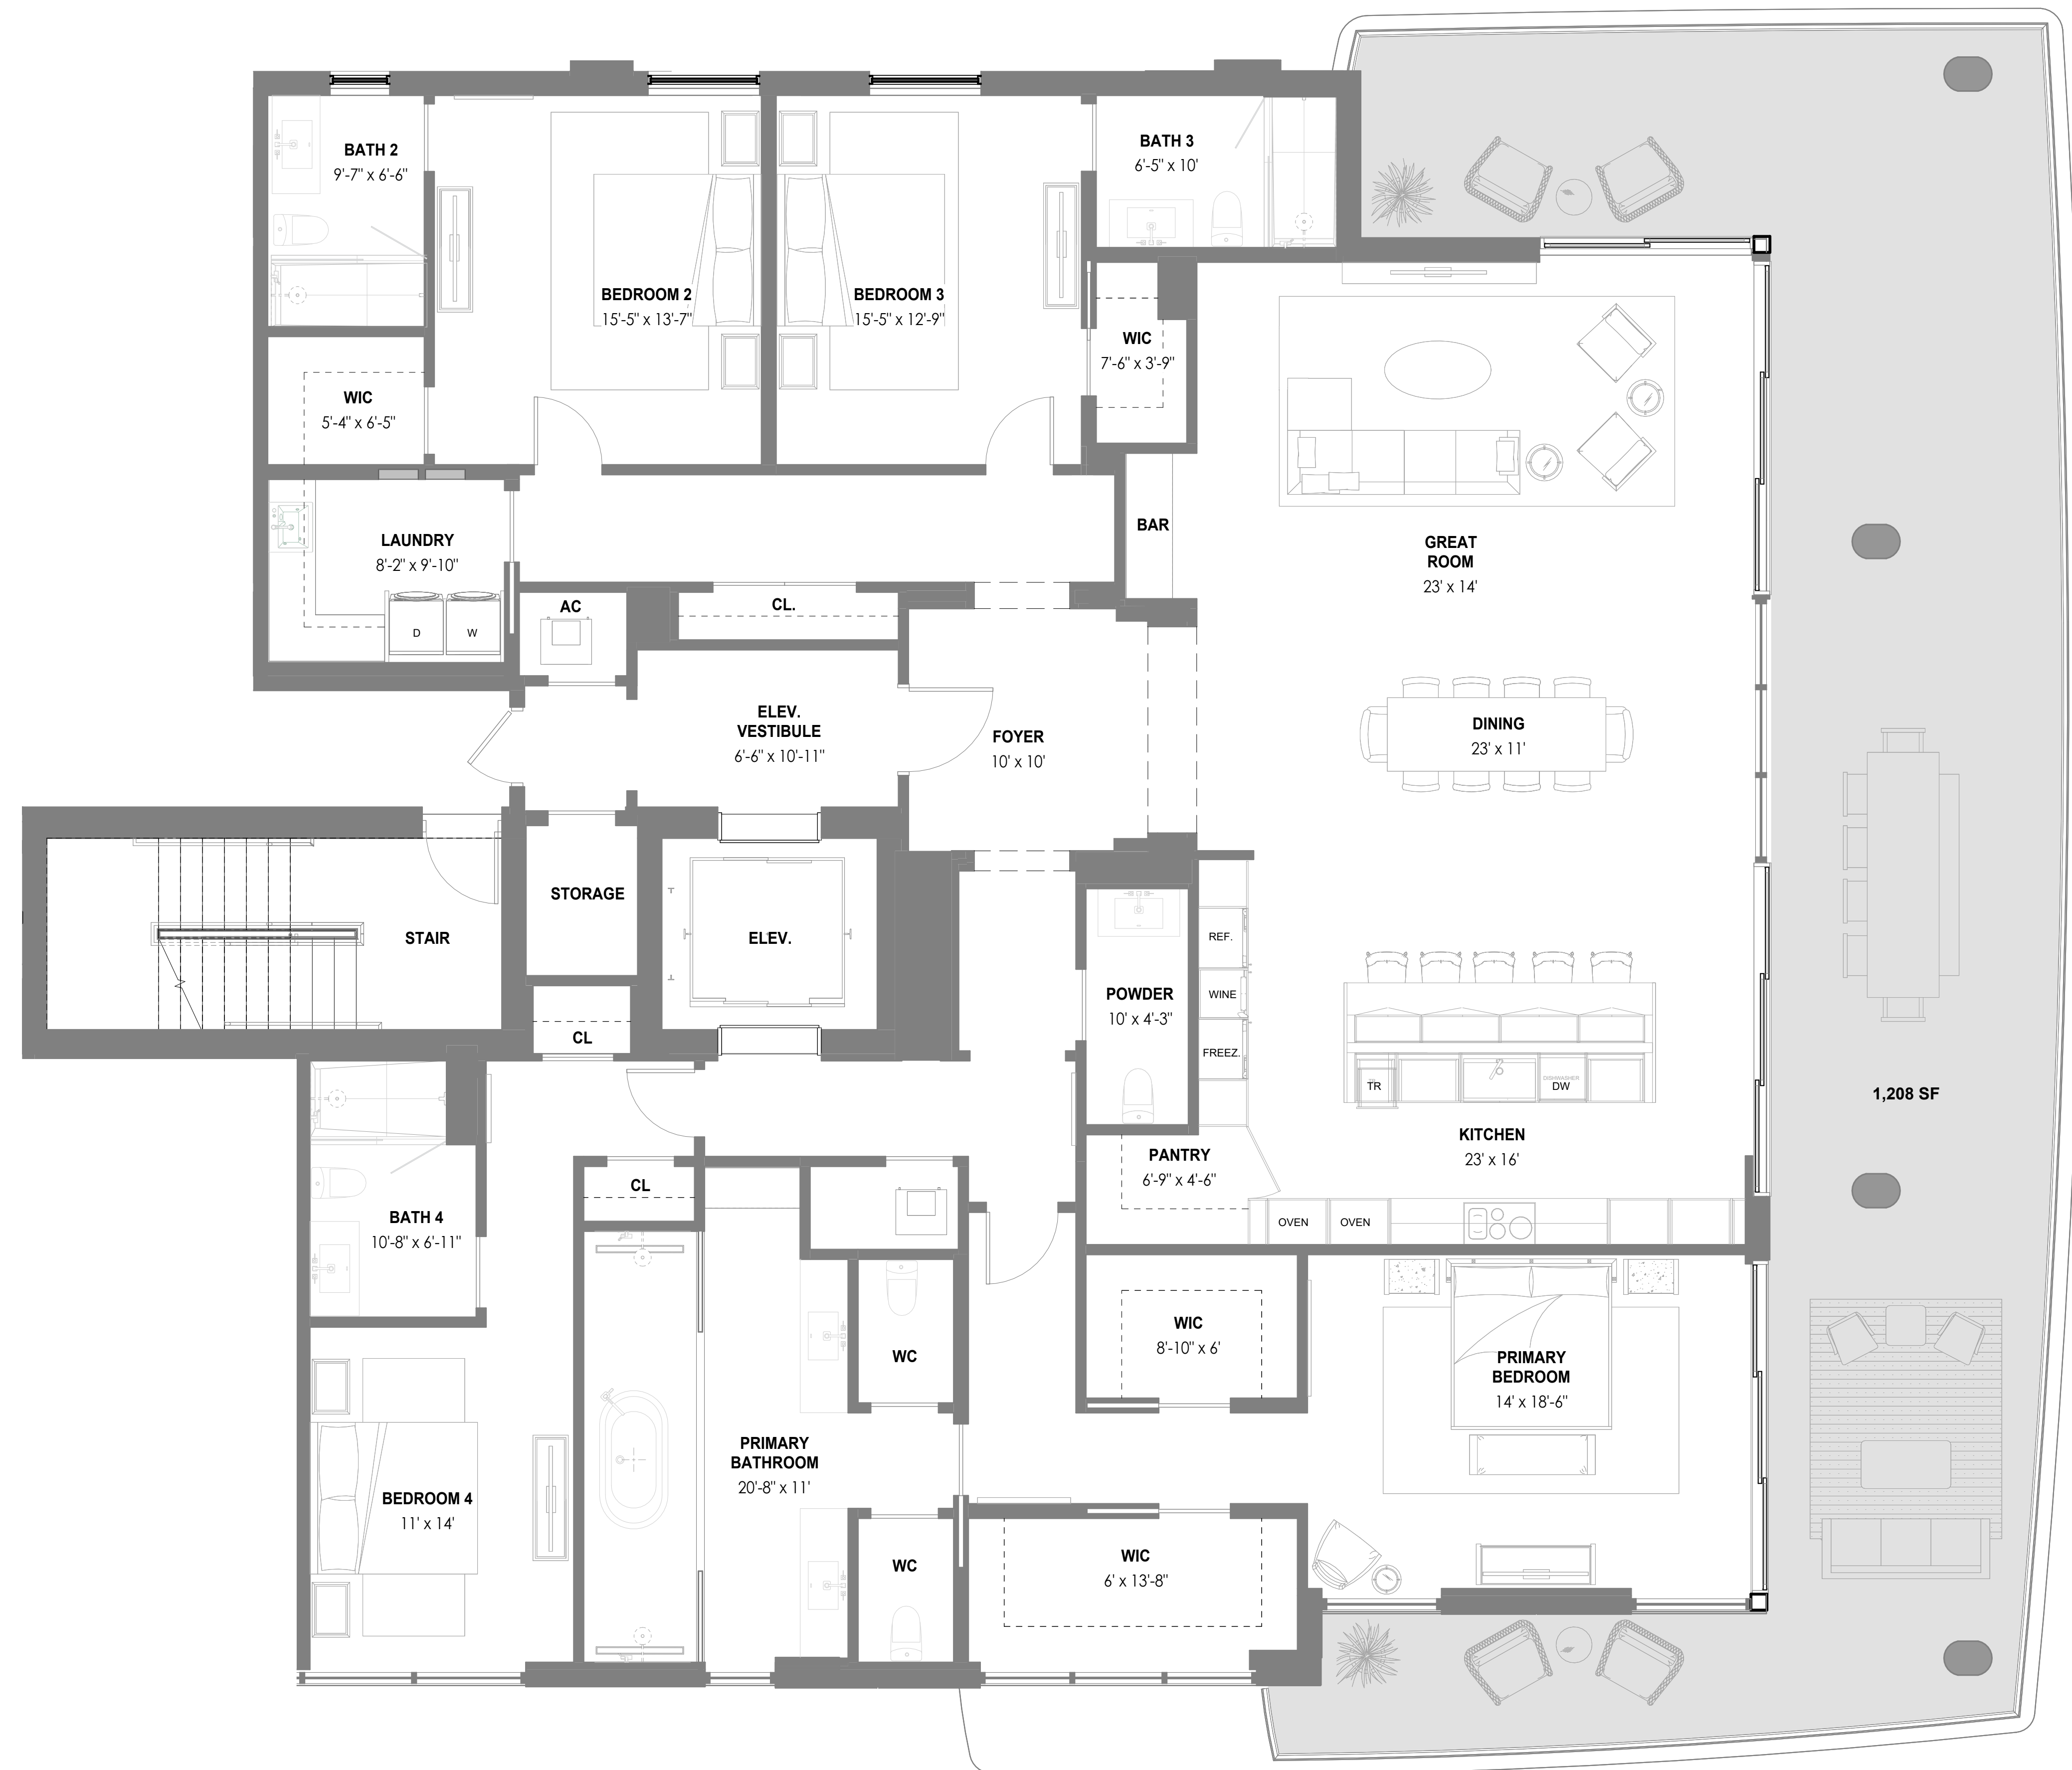 BATH 2
9'-7" x 6'-6"
BEDROOM 2
15'-5" x 13'-7"
BEDROOM 3
15'-5" x 12'-9"
BATH 3
6'-5" x 10'
WIC
7'-6" x 3'-9"
WIC
5'-4" x 6'-5"
LAUNDRY
8'-2" x 9'-10"
D
W
AC
CL.
BAR
GREAT
ROOM
23' x 14'
ELEV.
VESTIBULE
6'-6" x 10'-11"
FOYER
10' x 10'
DINING
23' x 11'
STAIR
STORAGE
ELEV.
CL
POWDER
10' x 4'-3"
REF.
WINE
FREEZ.
TR
DISHWASHER
DW
1,208 SF
KITCHEN
23' x 16'
PANTRY
6'-9" x 4'-6"
OVEN
OVEN
CL
BATH 4
10'-8" x 6'-11"
WC
WIC
8'-10" x 6'
PRIMARY
BEDROOM
14' x 18'-6"
PRIMARY
BATHROOM
20'-8" x 11'
BEDROOM 4
11' x 14'
WC
WIC
6' x 13'-8"